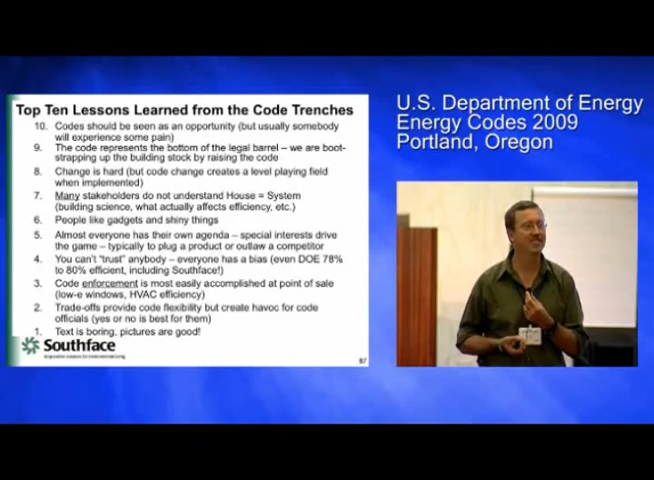 Top Ten Lessons Learned from the Code Trenches
10. Codes should be seen as an opportunity (but usually somebody
will experience some pain)
9. The code represents the bottom of the legal barrel – we are boot-
strapping up the building stock by raising the code
8. Change is hard (but code change creates a level playing field
when implemented)
7. Many stakeholders do not understand House = System
(building science, what actually affects efficiency, etc.)
6. People like gadgets and shiny things
5. Almost everyone has their own agenda – special interests drive
the game – typically to plug a product or outlaw a competitor
4. You can't "trust" anybody – everyone has a bias (even DOE 78%
to 80% efficient, including Southface!)
3. Code enforcement is most easily accomplished at point of sale
(low-e windows, HVAC efficiency)
2. Trade-offs provide code flexibility but create havoc for code
officials (yes or no is best for them)
1. Text is boring, pictures are good!
Southface
U.S. Department of Energy
Energy Codes 2009
Portland, Oregon